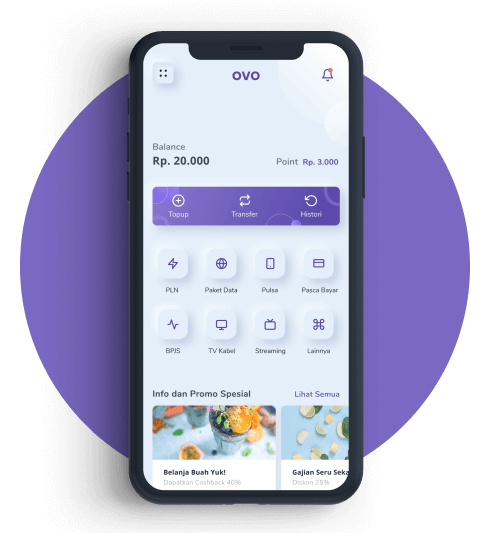 ovo
Balance
Rp. 20.000
Point Rp. 3.000
Topup Transfer Histori
PLN Paket Data Pulsa Pasca Bayar
BPJS TV Kabel Streaming Lainnya
Info dan Promo Spesial Lihat Semua
Belanja Buah Yuk! Gajian Seru Seka
Dapatkan Cashback 40% Diskon 25%